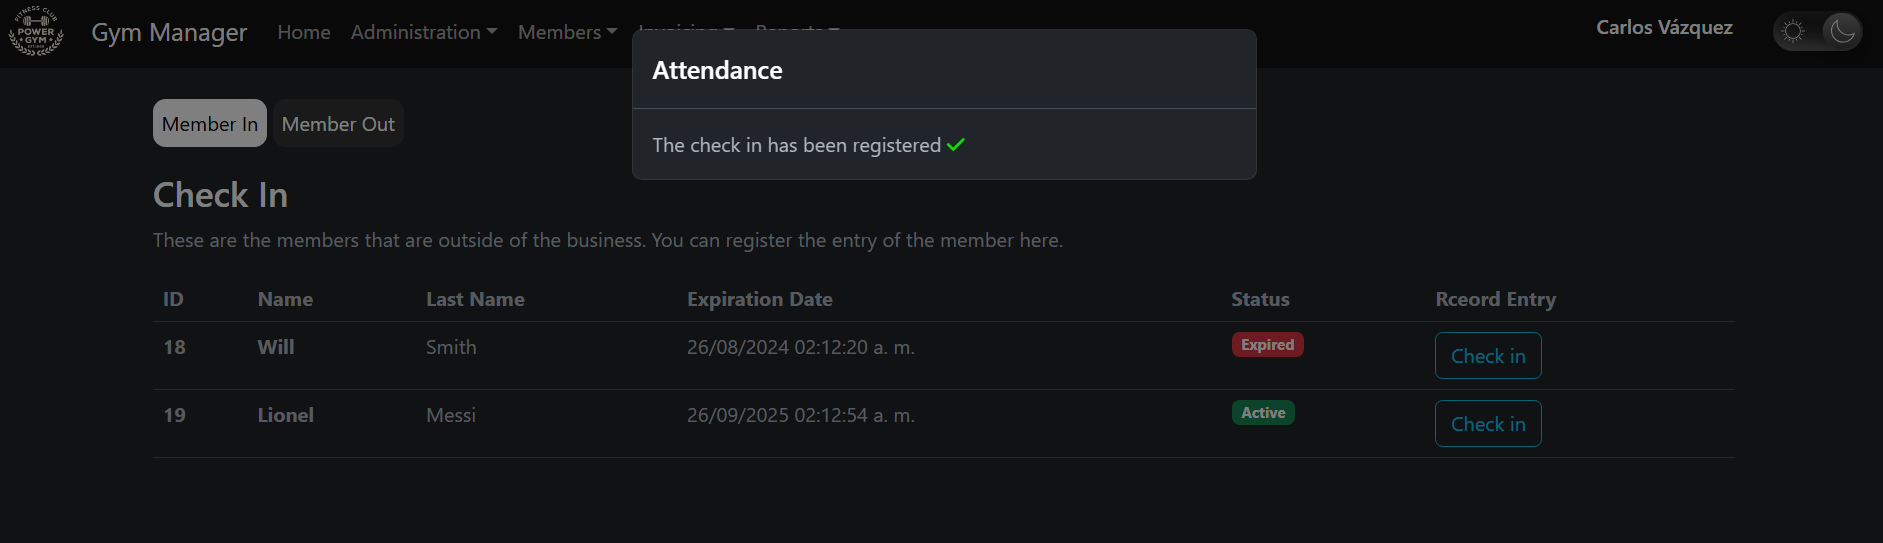 FITNESS CLUB
POWER
GYM
Gym Manager Home Administration Members Invoicing Reports Carlos Vázquez
Attendance
The check in has been registered
Member In Member Out
Check In
These are the members that are outside of the business. You can register the entry of the member here.
ID Name Last Name Expiration Date Status Rceord Entry
18 Will Smith 26/08/2024 02:12:20 a. m. Expired Check in
19 Lionel Messi 26/09/2025 02:12:54 a. m. Active Check in